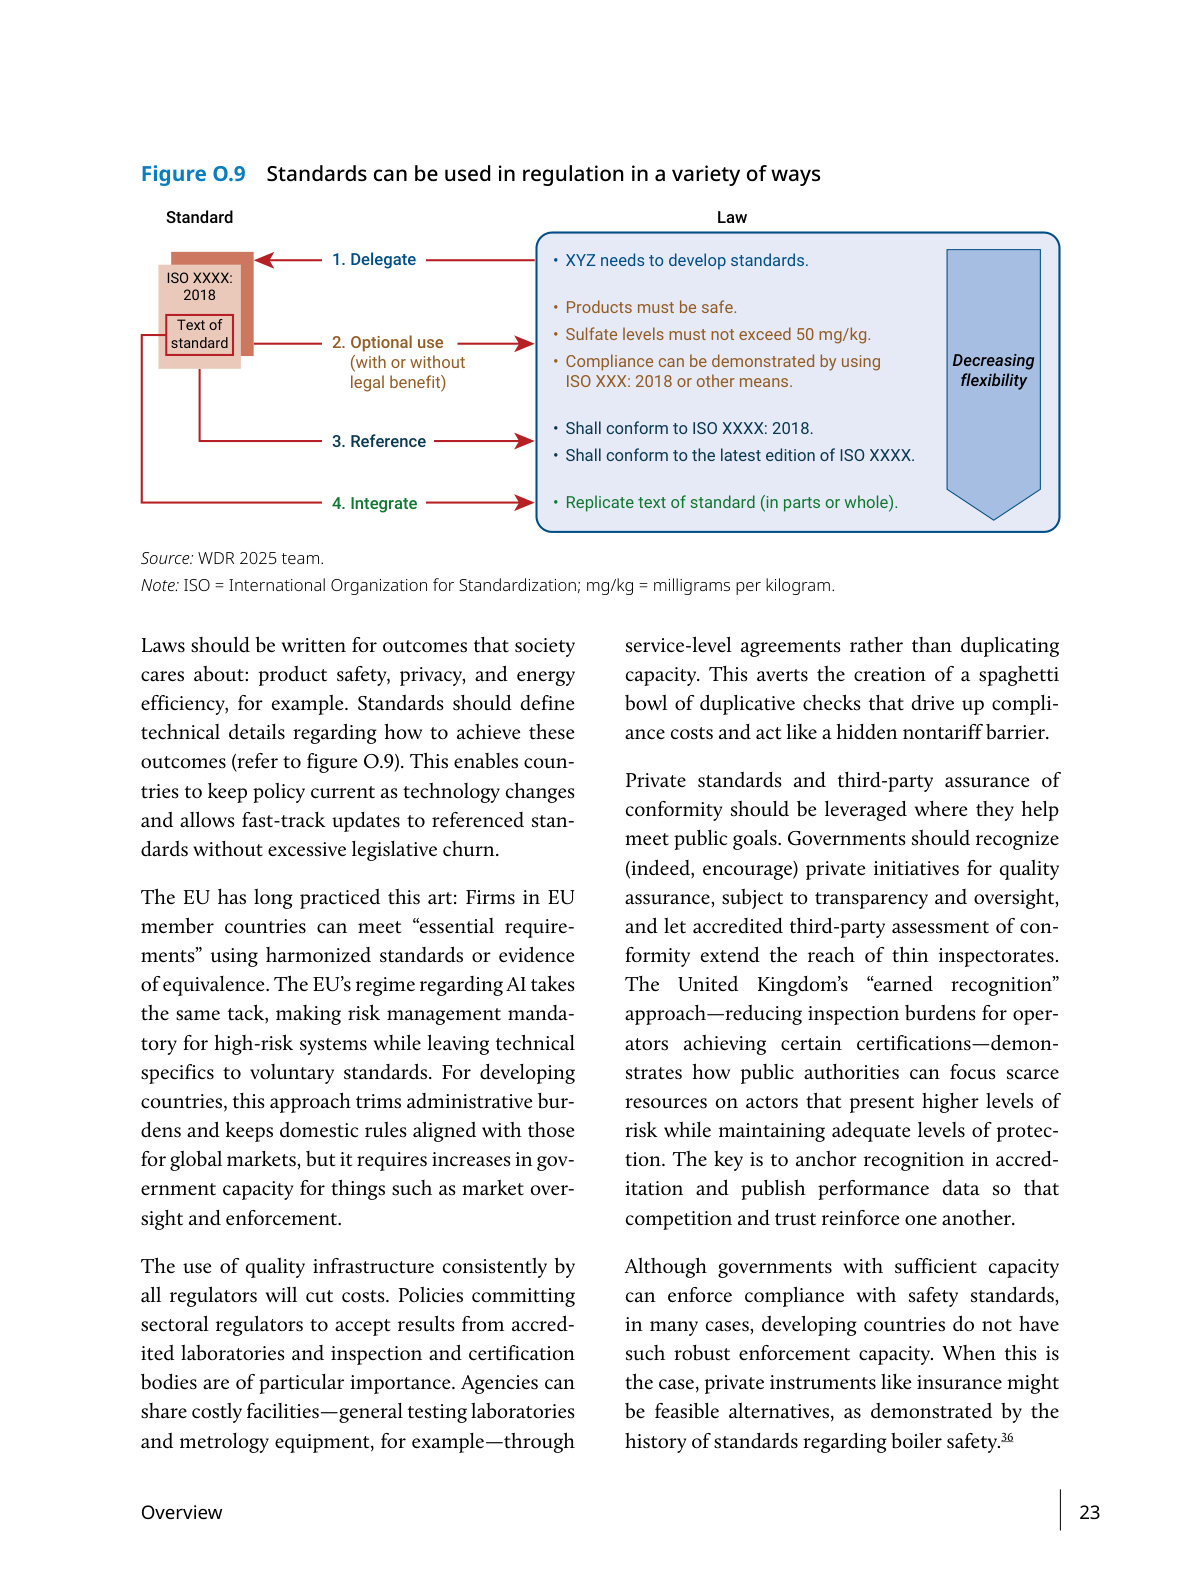 Figure O.9 Standards can be used in regulation in a variety of ways
Standard
Law
ISO XXXX:
2018
Text of
standard
1. Delegate
2. Optional use
(with or without
legal benefit)
3. Reference
4. Integrate
• XYZ needs to develop standards.
• Products must be safe.
• Sulfate levels must not exceed 50 mg/kg.
• Compliance can be demonstrated by using
ISO XXX: 2018 or other means.
• Shall conform to ISO XXXX: 2018.
• Shall conform to the latest edition of ISO XXXX.
• Replicate text of standard (in parts or whole).
Decreasing
flexibility
Source: WDR 2025 team.
Note: ISO = International Organization for Standardization; mg/kg = milligrams per kilogram.
Laws should be written for outcomes that society
cares about: product safety, privacy, and energy
efficiency, for example. Standards should define
technical details regarding how to achieve these
outcomes (refer to figure O.9). This enables coun-
tries to keep policy current as technology changes
and allows fast-track updates to referenced stan-
dards without excessive legislative churn.
The EU has long practiced this art: Firms in EU
member countries can meet “essential require-
ments” using harmonized standards or evidence
of equivalence. The EU’s regime regarding AI takes
the same tack, making risk management manda-
tory for high-risk systems while leaving technical
specifics to voluntary standards. For developing
countries, this approach trims administrative bur-
dens and keeps domestic rules aligned with those
for global markets, but it requires increases in gov-
ernment capacity for things such as market over-
sight and enforcement.
The use of quality infrastructure consistently by
all regulators will cut costs. Policies committing
sectoral regulators to accept results from accred-
ited laboratories and inspection and certification
bodies are of particular importance. Agencies can
share costly facilities—general testing laboratories
and metrology equipment, for example—through
service-level agreements rather than duplicating
capacity. This averts the creation of a spaghetti
bowl of duplicative checks that drive up compli-
ance costs and act like a hidden nontariff barrier.
Private standards and third-party assurance of
conformity should be leveraged where they help
meet public goals. Governments should recognize
(indeed, encourage) private initiatives for quality
assurance, subject to transparency and oversight,
and let accredited third-party assessment of con-
formity extend the reach of thin inspectorates.
The United Kingdom’s “earned recognition”
approach—reducing inspection burdens for oper-
ators achieving certain certifications—demon-
strates how public authorities can focus scarce
resources on actors that present higher levels of
risk while maintaining adequate levels of protec-
tion. The key is to anchor recognition in accred-
itation and publish performance data so that
competition and trust reinforce one another.
Although governments with sufficient capacity
can enforce compliance with safety standards,
in many cases, developing countries do not have
such robust enforcement capacity. When this is
the case, private instruments like insurance might
be feasible alternatives, as demonstrated by the
history of standards regarding boiler safety.36
Overview
23